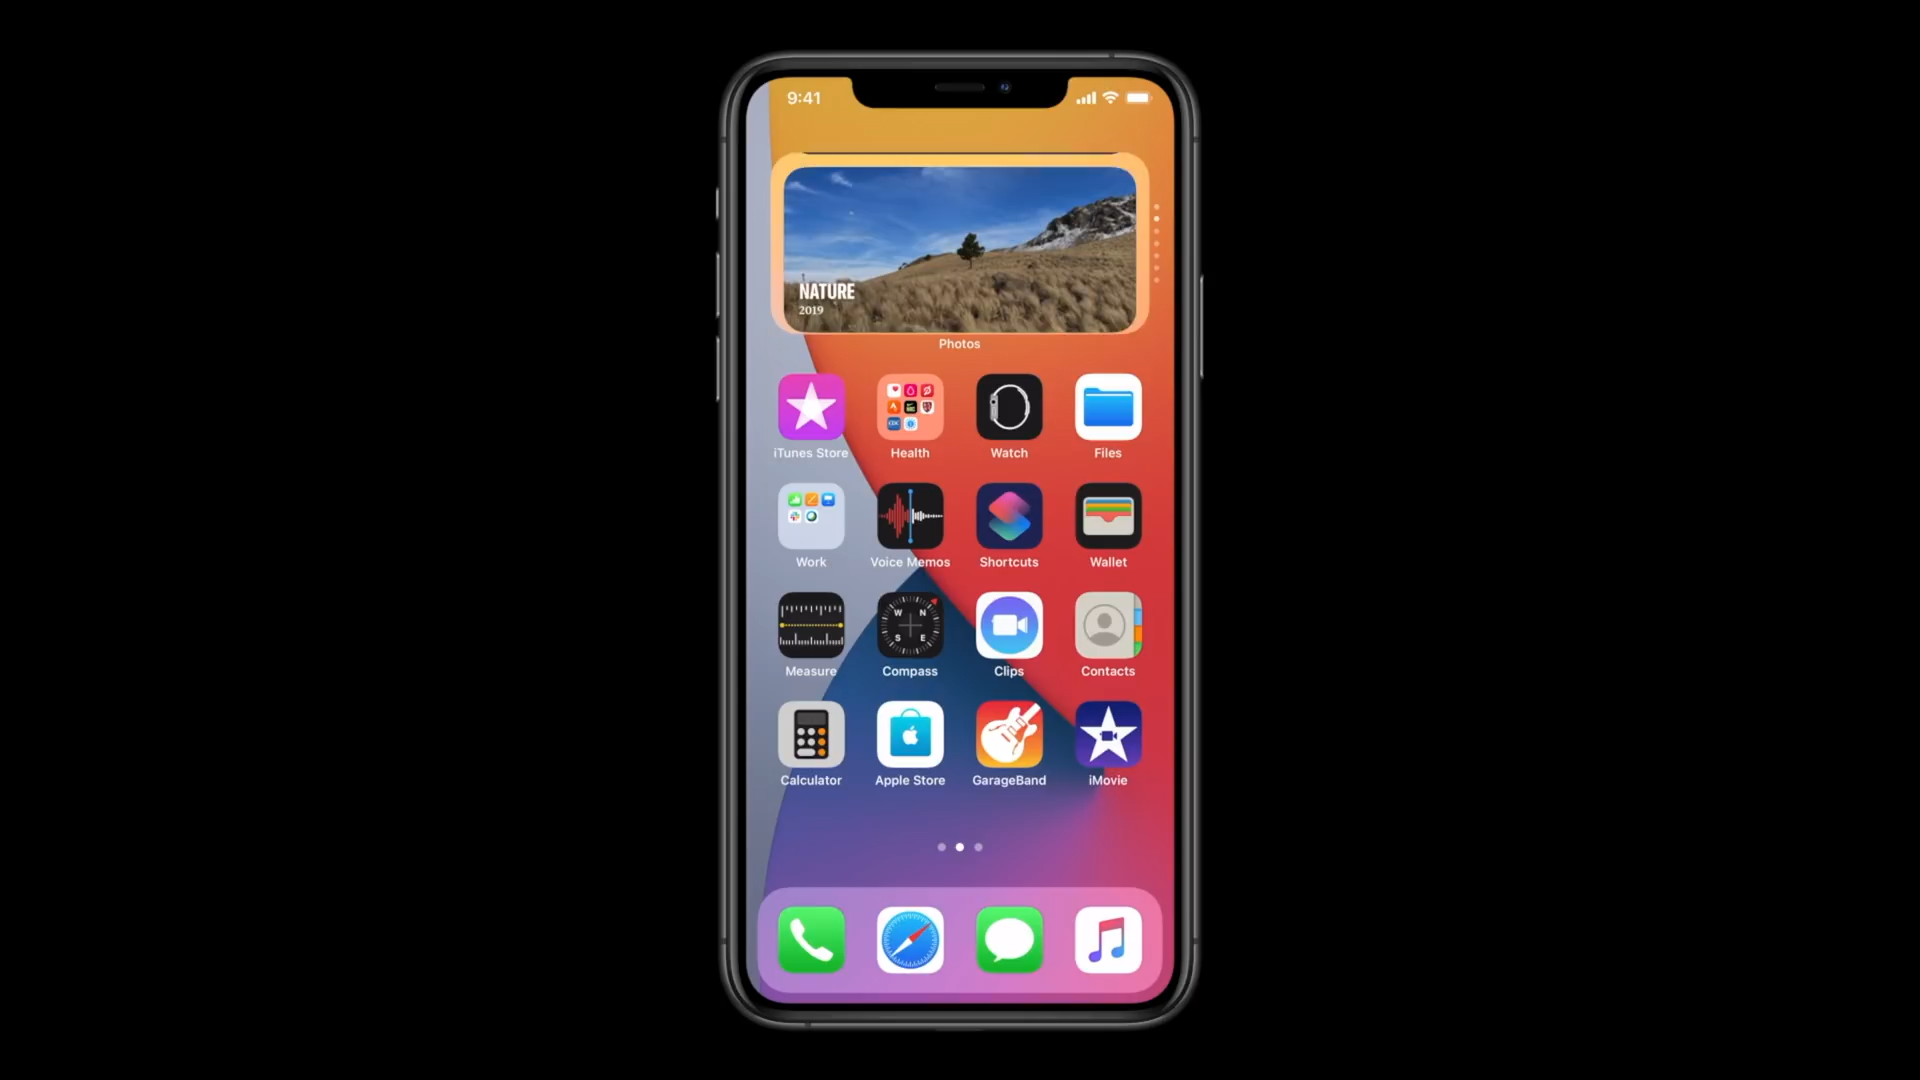 9:41
NATURE
2019
Photos
iTunes Store
Health
Watch
Files
Work
Voice Memos
Shortcuts
Wallet
W N
S E
Measure
Compass
Clips
Contacts
Calculator
Apple Store
GarageBand
iMovie